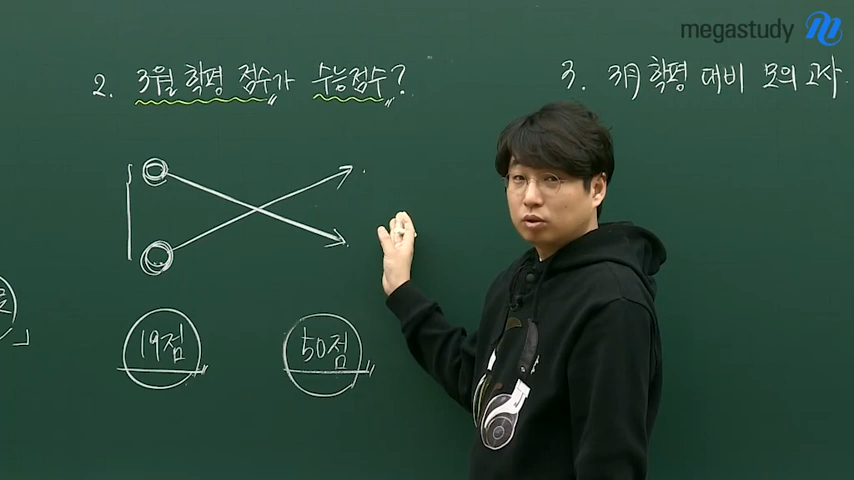 megastudy
2. 3월 학평 점수가 수능점수?
3. 3月 학평 대비 모의고사
19점
50점